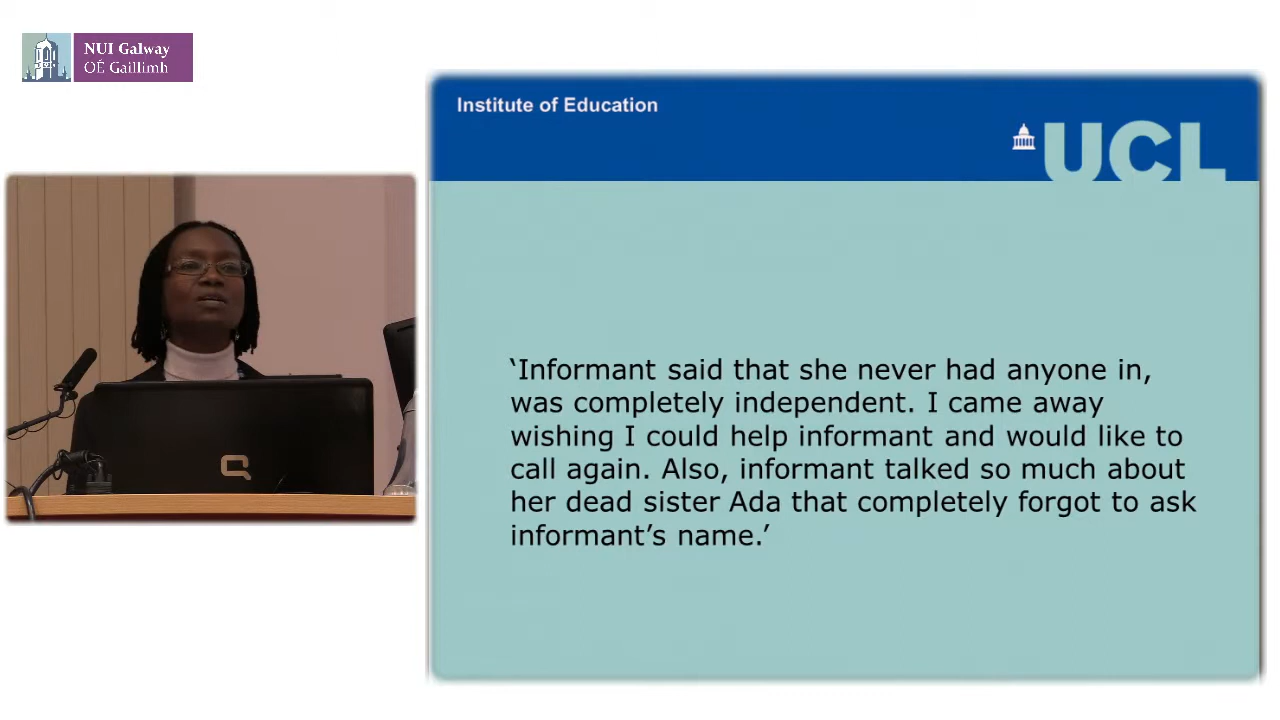 NUI Galway
OÉ Gaillimh
Institute of Education
UCL
‘Informant said that she never had anyone in,
was completely independent. I came away
wishing I could help informant and would like to
call again. Also, informant talked so much about
her dead sister Ada that completely forgot to ask
informant’s name.’